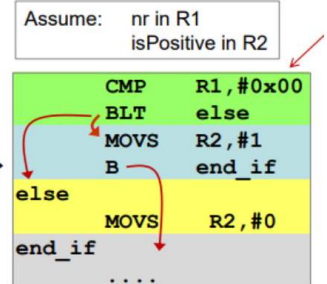 Assume: nr in R1
isPositive in R2
CMP R1,#0x00
BLT else
MOVS R2,#1
B end_if
else
MOVS R2,#0
end_if
....